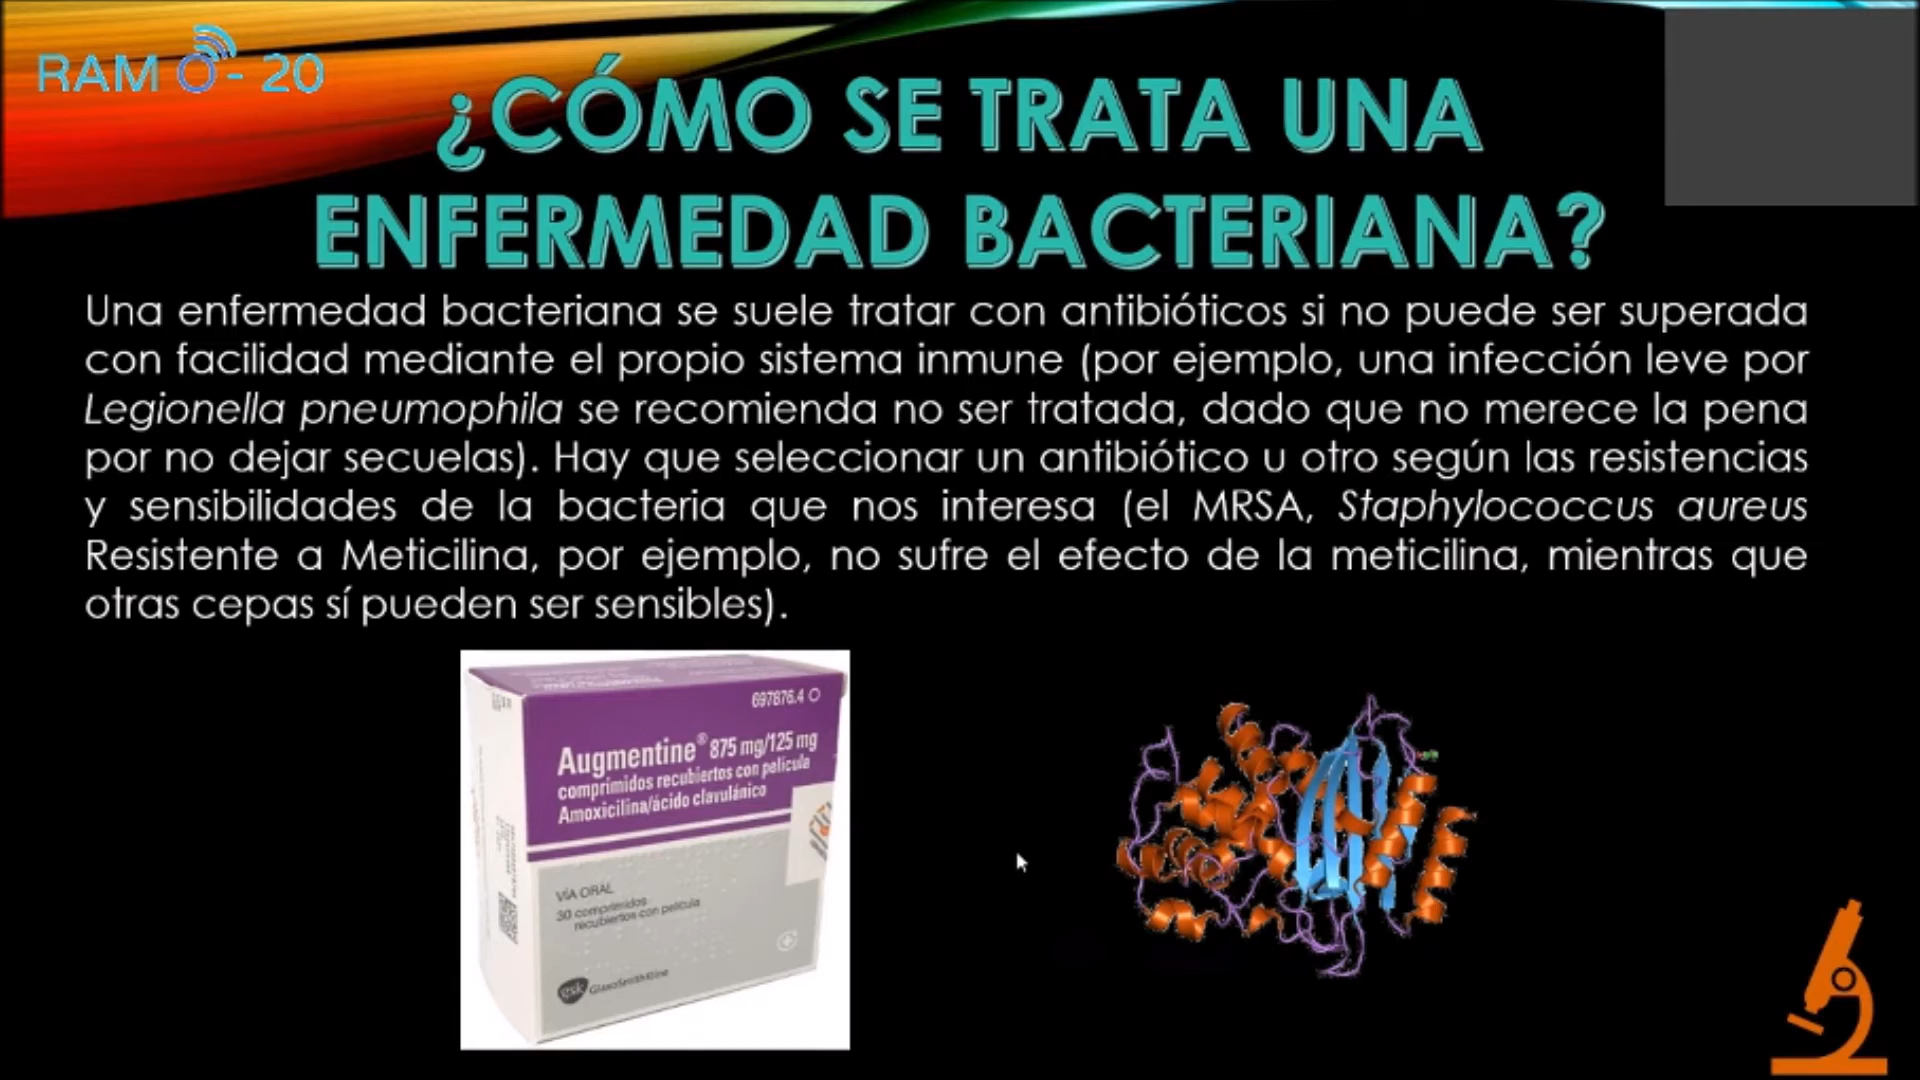 RAM O - 20
¿CÓMO SE TRATA UNA
ENFERMEDAD BACTERIANA?
Una enfermedad bacteriana se suele tratar con antibióticos si no puede ser superada
con facilidad mediante el propio sistema inmune (por ejemplo, una infección leve por
Legionella pneumophila se recomienda no ser tratada, dado que no merece la pena
por no dejar secuelas). Hay que seleccionar un antibiótico u otro según las resistencias
y sensibilidades de la bacteria que nos interesa (el MRSA, Staphylococcus aureus
Resistente a Meticilina, por ejemplo, no sufre el efecto de la meticilina, mientras que
otras cepas sí pueden ser sensibles).
697876.4
Augmentine® 875 mg/125 mg
comprimidos recubiertos con película
Amoxicilina/ácido clavulánico
VÍA ORAL
30 comprimidos
recubiertos con película
gsk GlaxoSmithKline